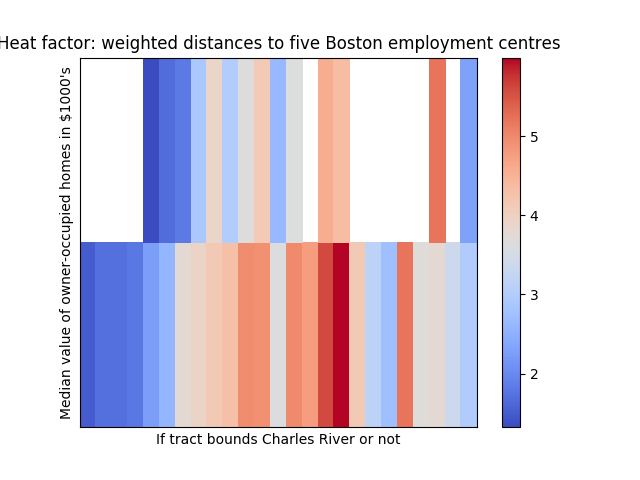 Heat factor: weighted distances to five Boston employment centres
Median value of owner-occupied homes in $1000's
5
4
3
2
If tract bounds Charles River or not